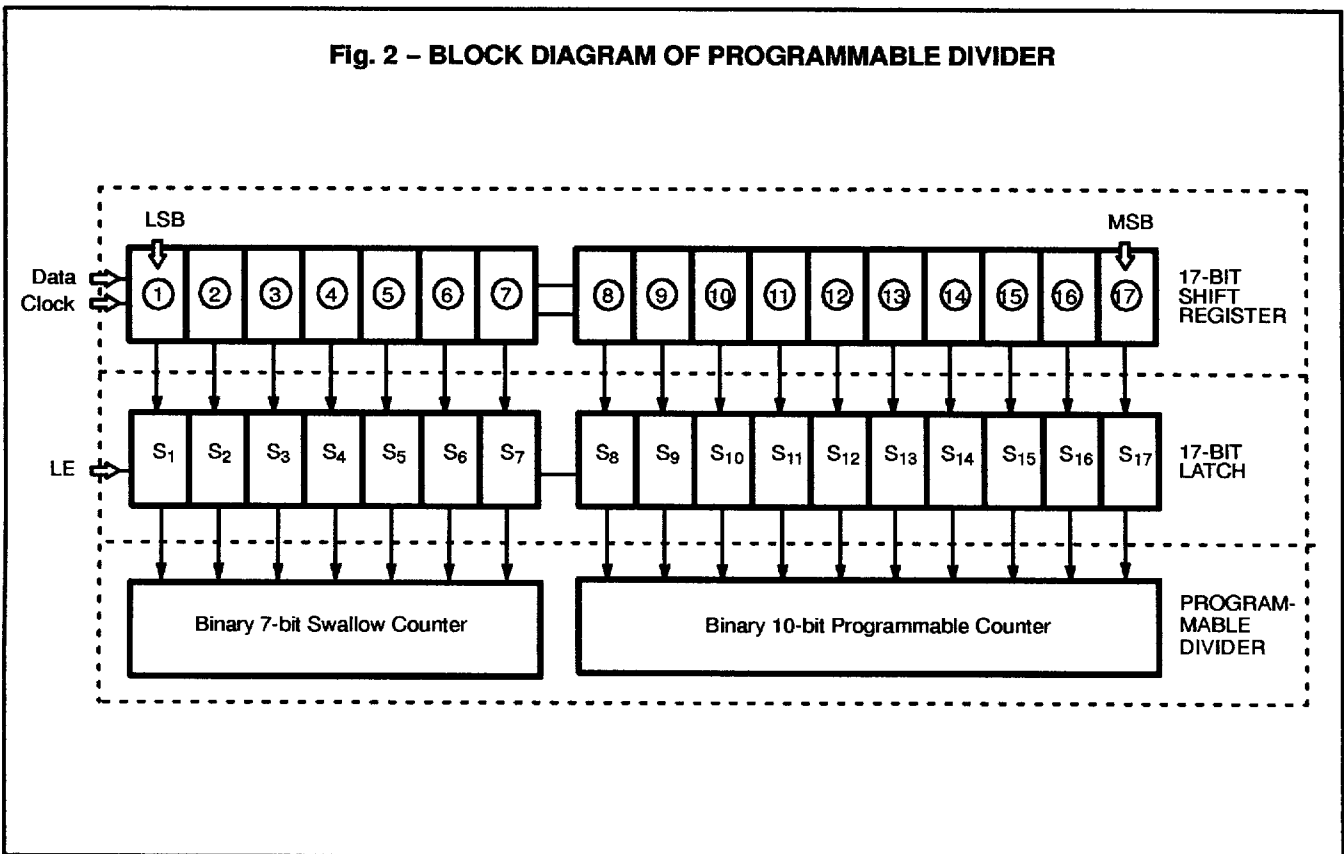 Fig. 2 – BLOCK DIAGRAM OF PROGRAMMABLE DIVIDER
LSB
MSB
Data
Clock
1 2 3 4 5 6 7 8 9 10 11 12 13 14 15 16 17
17-BIT
SHIFT
REGISTER
LE
S1 S2 S3 S4 S5 S6 S7 S8 S9 S10 S11 S12 S13 S14 S15 S16 S17
17-BIT
LATCH
Binary 7-bit Swallow Counter
Binary 10-bit Programmable Counter
PROGRAM-
MABLE
DIVIDER